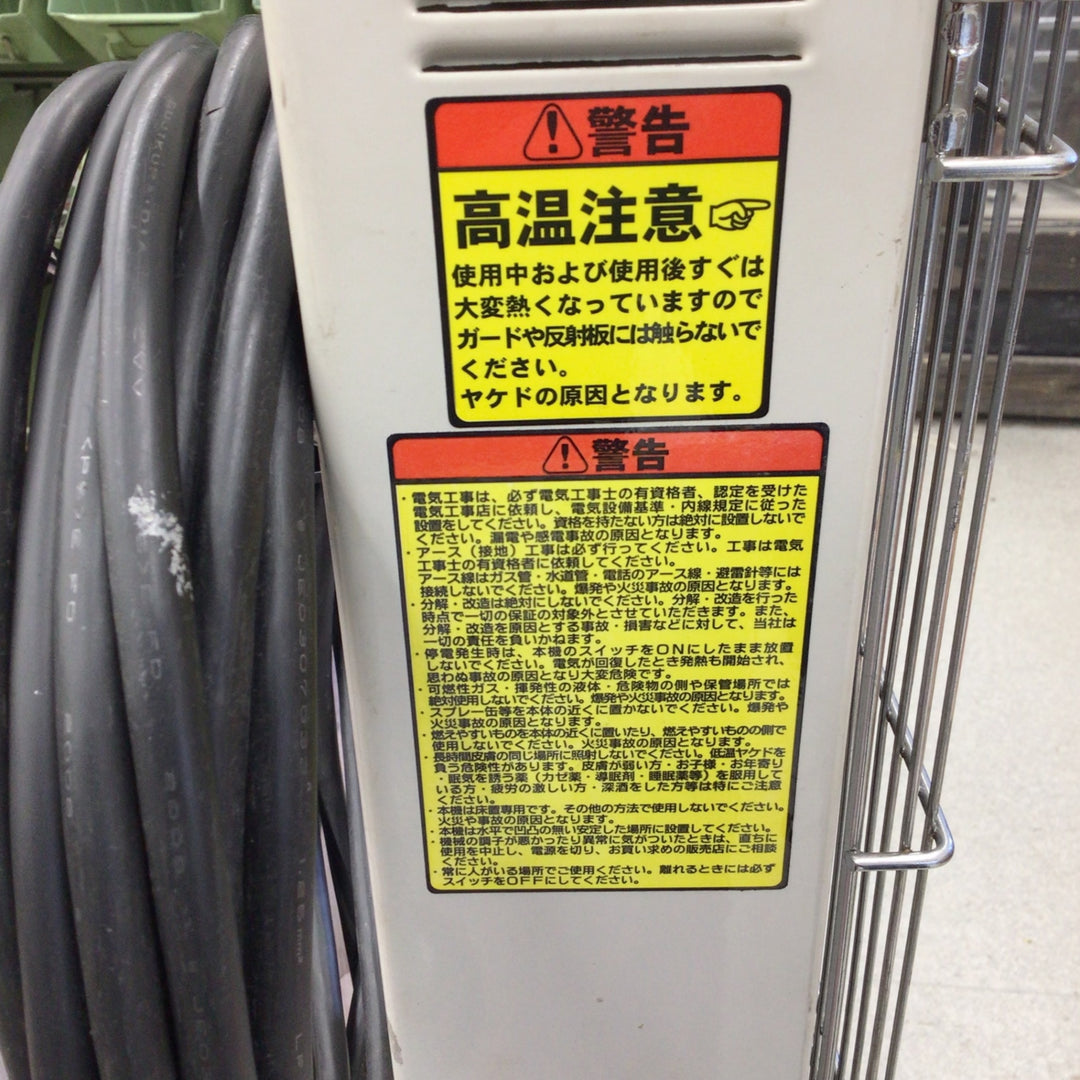 警告
高温注意
使用中および使用後すぐは
大変熱くなっていますので
ガードや反射板には触らないで
ください。
ヤケドの原因となります。
警告
・電気工事は、必ず電気工事士の有資格者、認定を受けた
電気工事店に依頼し、電気設備基準・内線規定に従った
設置をしてください。資格を持たない方は絶対に設置しないで
ください。漏電や感電事故の原因となります。
・アース（接地）工事は必ず行ってください。工事は電気
工事士の有資格者に依頼してください。
アース線はガス管・水道管・電話のアース線・避雷針等には
接続しないでください。爆発や火災事故の原因となります。
・分解・改造は絶対にしないでください。分解・改造を行った
時点で一切の保証の対象外とさせていただきます。また、
分解・改造を原因とする事故・損害などに対して、当社は
一切の責任を負いかねます。
・停電発生時は、本機のスイッチをONにしたまま放置
しないでください。電気が回復したとき発熱も開始され、
思わぬ事故の原因となり大変危険です。
・可燃性ガス・揮発性の液体・危険物の側や保管場所では
絶対使用しないでください。爆発や火災事故の原因となります。
・スプレー缶等を本体の近くに置かないでください。爆発や
火災事故の原因となります。
・燃えやすいものを本体の近くに置いたり、燃えやすいものの側で
使用しないでください。火災事故の原因となります。
・長時間皮膚の同じ場所に照射しないでください。低温ヤケドを
負う危険性があります。皮膚が弱い方・お子様・お年寄り
・眠気を誘う薬（カゼ薬・導眠剤・睡眠薬等）を服用して
いる方・疲労の激しい方・深酒をした方等は特にご注意
ください。
・本機は床置専用です。その他の方法で使用しないでください。
火災や事故の原因となります。
・本機は水平で凹凸の無い安定した場所に設置してください。
・機械の調子が悪かったり異常に気がついたときは、直ちに
使用を中止し、電源を切り、お買い求めの販売店にご相談
ください。
・常に人がいる場所でご使用ください。離れるときには必ず
スイッチをOFFにしてください。